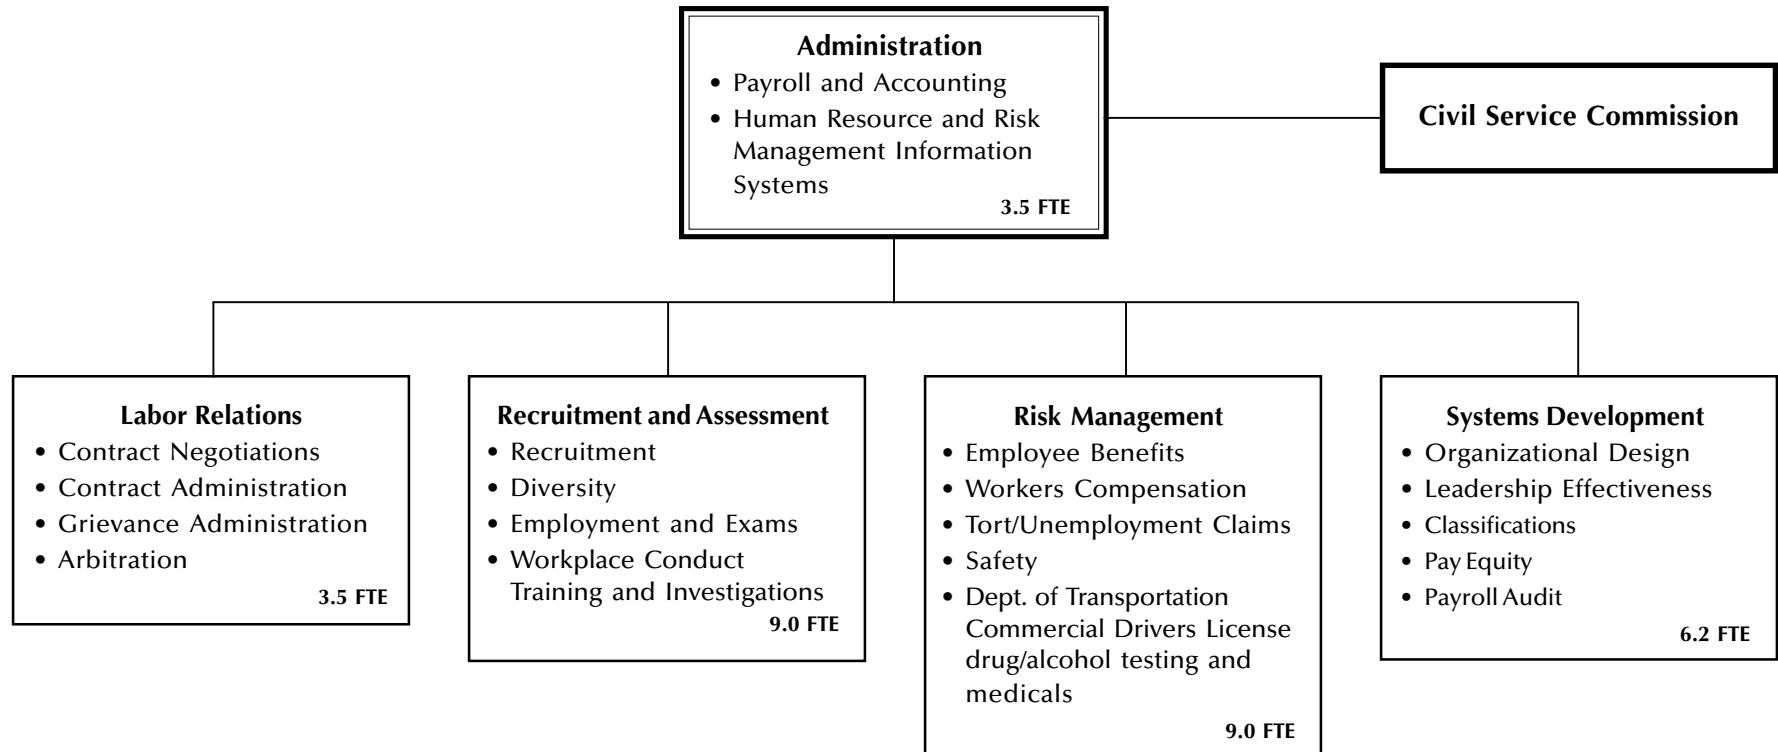 Administration
• Payroll and Accounting
• Human Resource and Risk
Management Information
Systems
3.5 FTE
Civil Service Commission
Labor Relations
• Contract Negotiations
• Contract Administration
• Grievance Administration
• Arbitration
3.5 FTE
Recruitment and Assessment
• Recruitment
• Diversity
• Employment and Exams
• Workplace Conduct
Training and Investigations
9.0 FTE
Risk Management
• Employee Benefits
• Workers Compensation
• Tort/Unemployment Claims
• Safety
• Dept. of Transportation
Commercial Drivers License
drug/alcohol testing and
medicals
9.0 FTE
Systems Development
• Organizational Design
• Leadership Effectiveness
• Classifications
• Pay Equity
• Payroll Audit
6.2 FTE